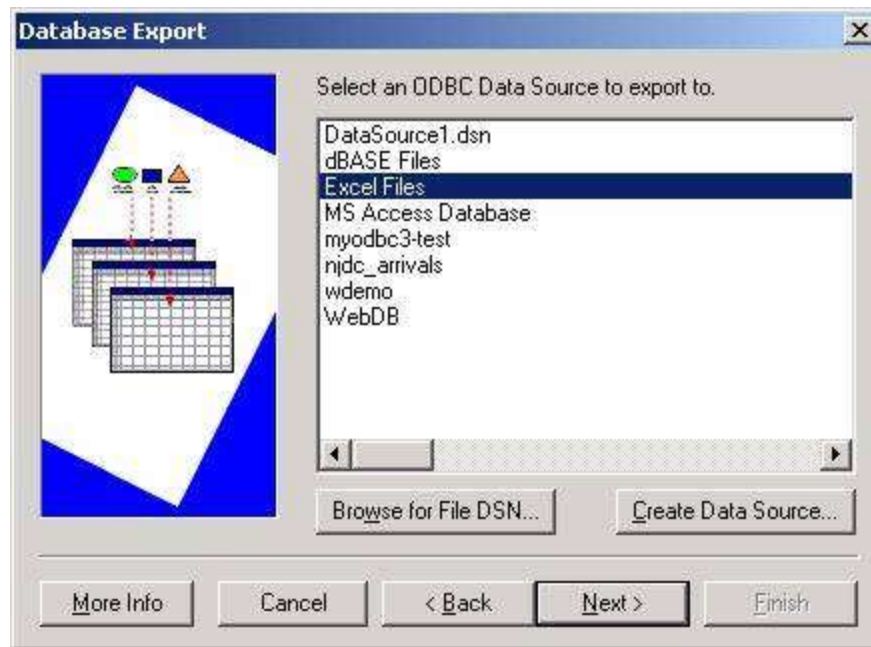 Database Export
Select an ODBC Data Source to export to.
DataSource1.dsn
dBASE Files
Excel Files
MS Access Database
myodbc3-test
njdc_arrivals
wdemo
WebDB
Browse for File DSN... Create Data Source...
More Info Cancel < Back Next > Finish